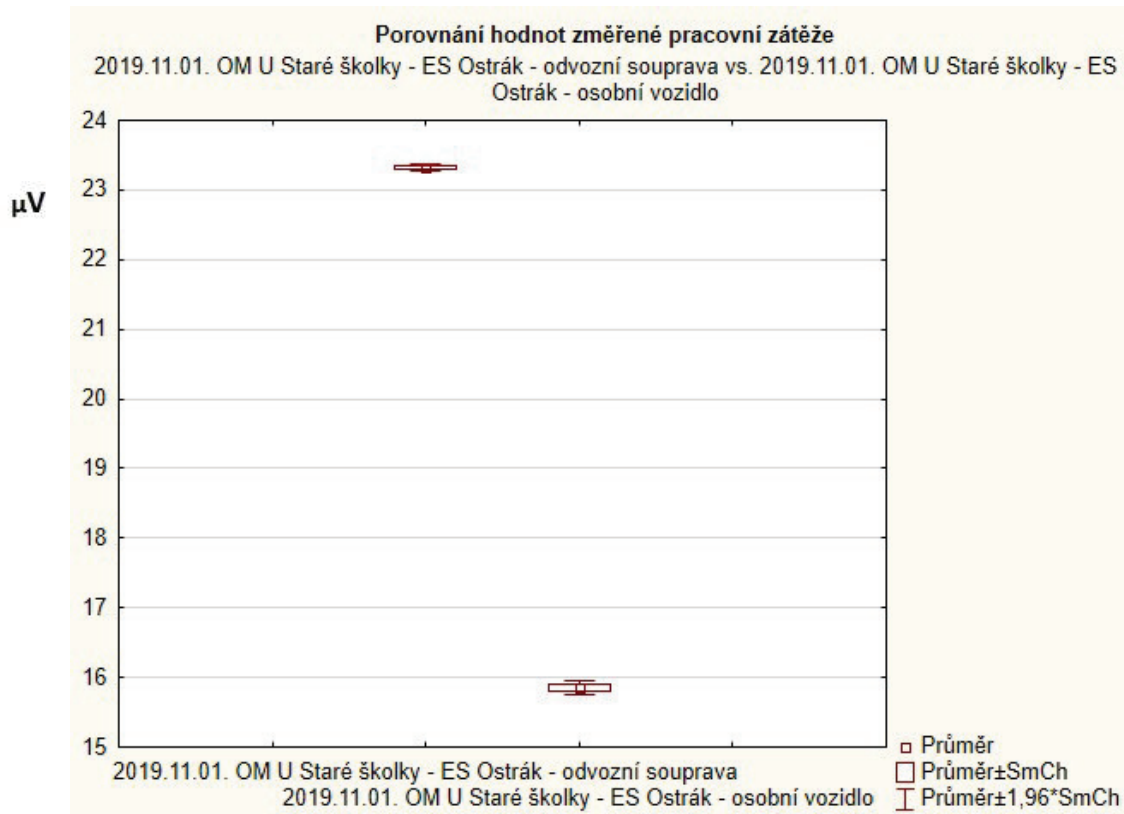 Porovnání hodnot změřené pracovní zátěže
2019.11.01. OM U Staré školky - ES Ostrák - odvozní souprava vs. 2019.11.01. OM U Staré školky - ES
Ostrák - osobní vozidlo
24
23
µV
22
21
20
19
18
17
16
15
2019.11.01. OM U Staré školky - ES Ostrák - odvozní souprava
2019.11.01. OM U Staré školky - ES Ostrák - osobní vozidlo
Průměr
Průměr±SmCh
Průměr±1,96*SmCh